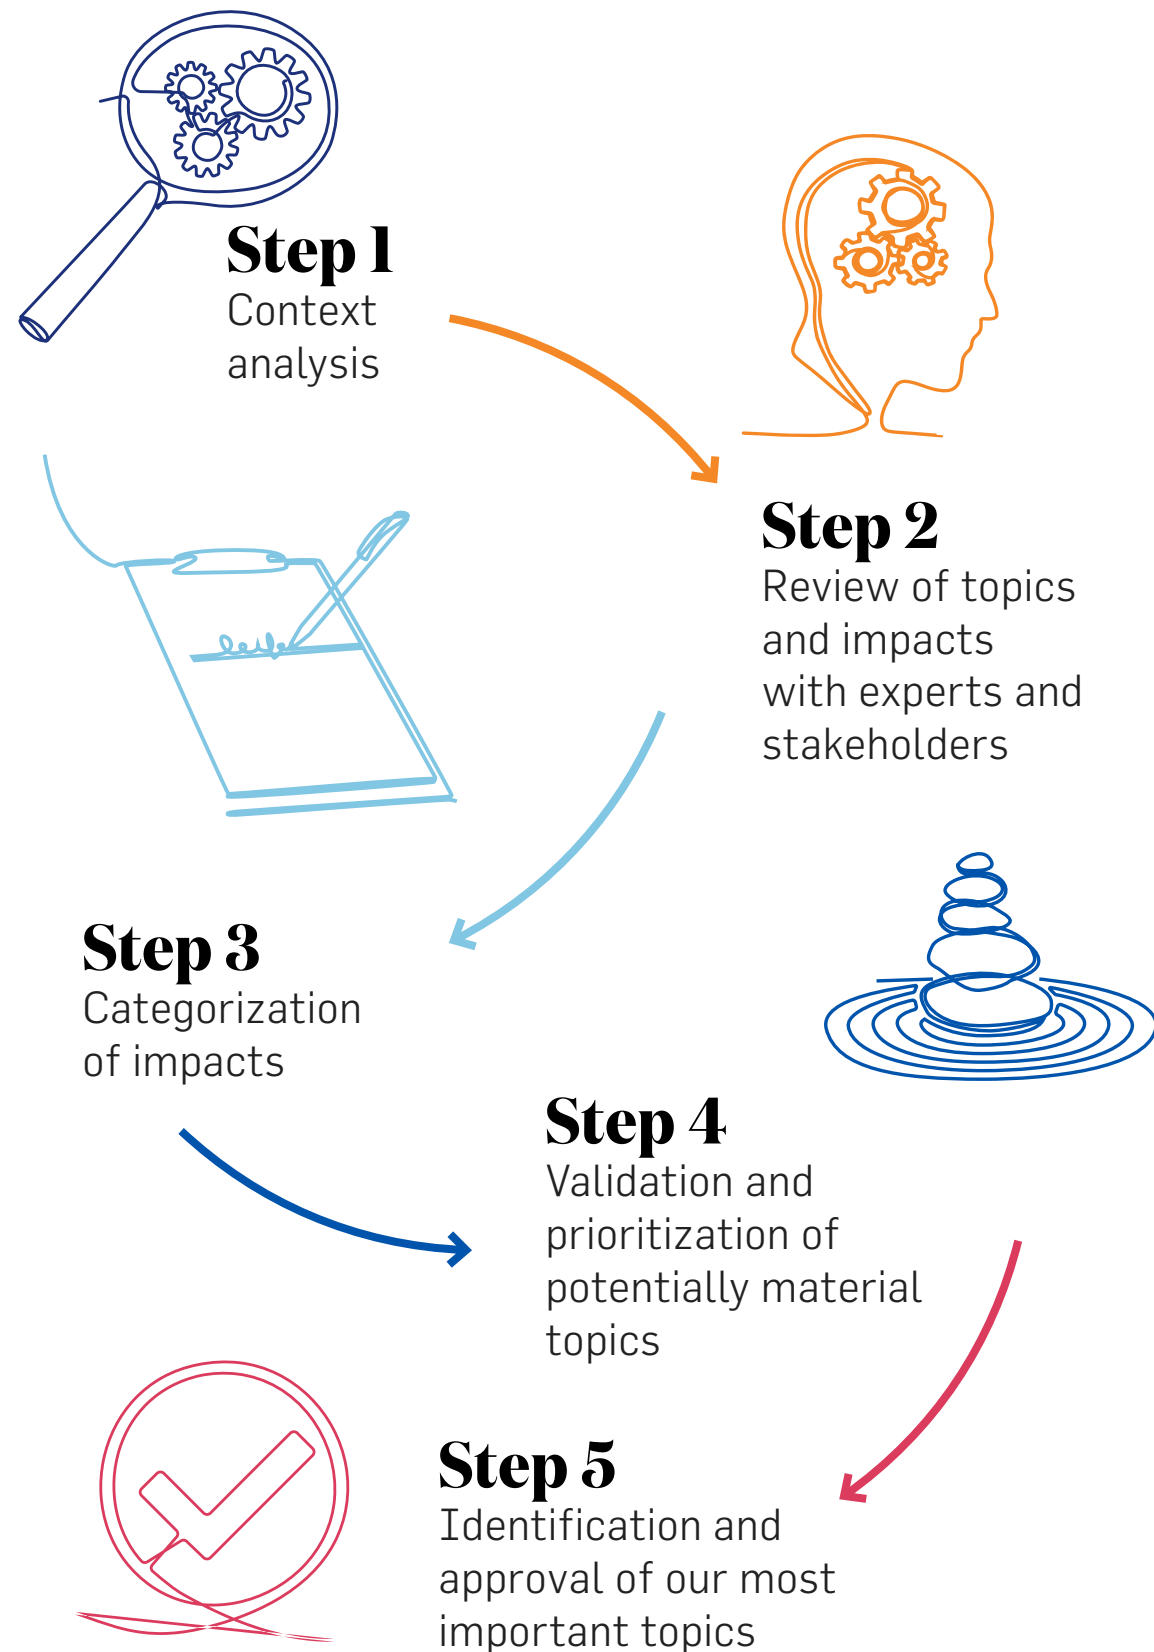 Step 1
Context
analysis
Step 2
Review of topics
and impacts
with experts and
stakeholders
Step 3
Categorization
of impacts
Step 4
Validation and
prioritization of
potentially material
topics
Step 5
Identification and
approval of our most
important topics